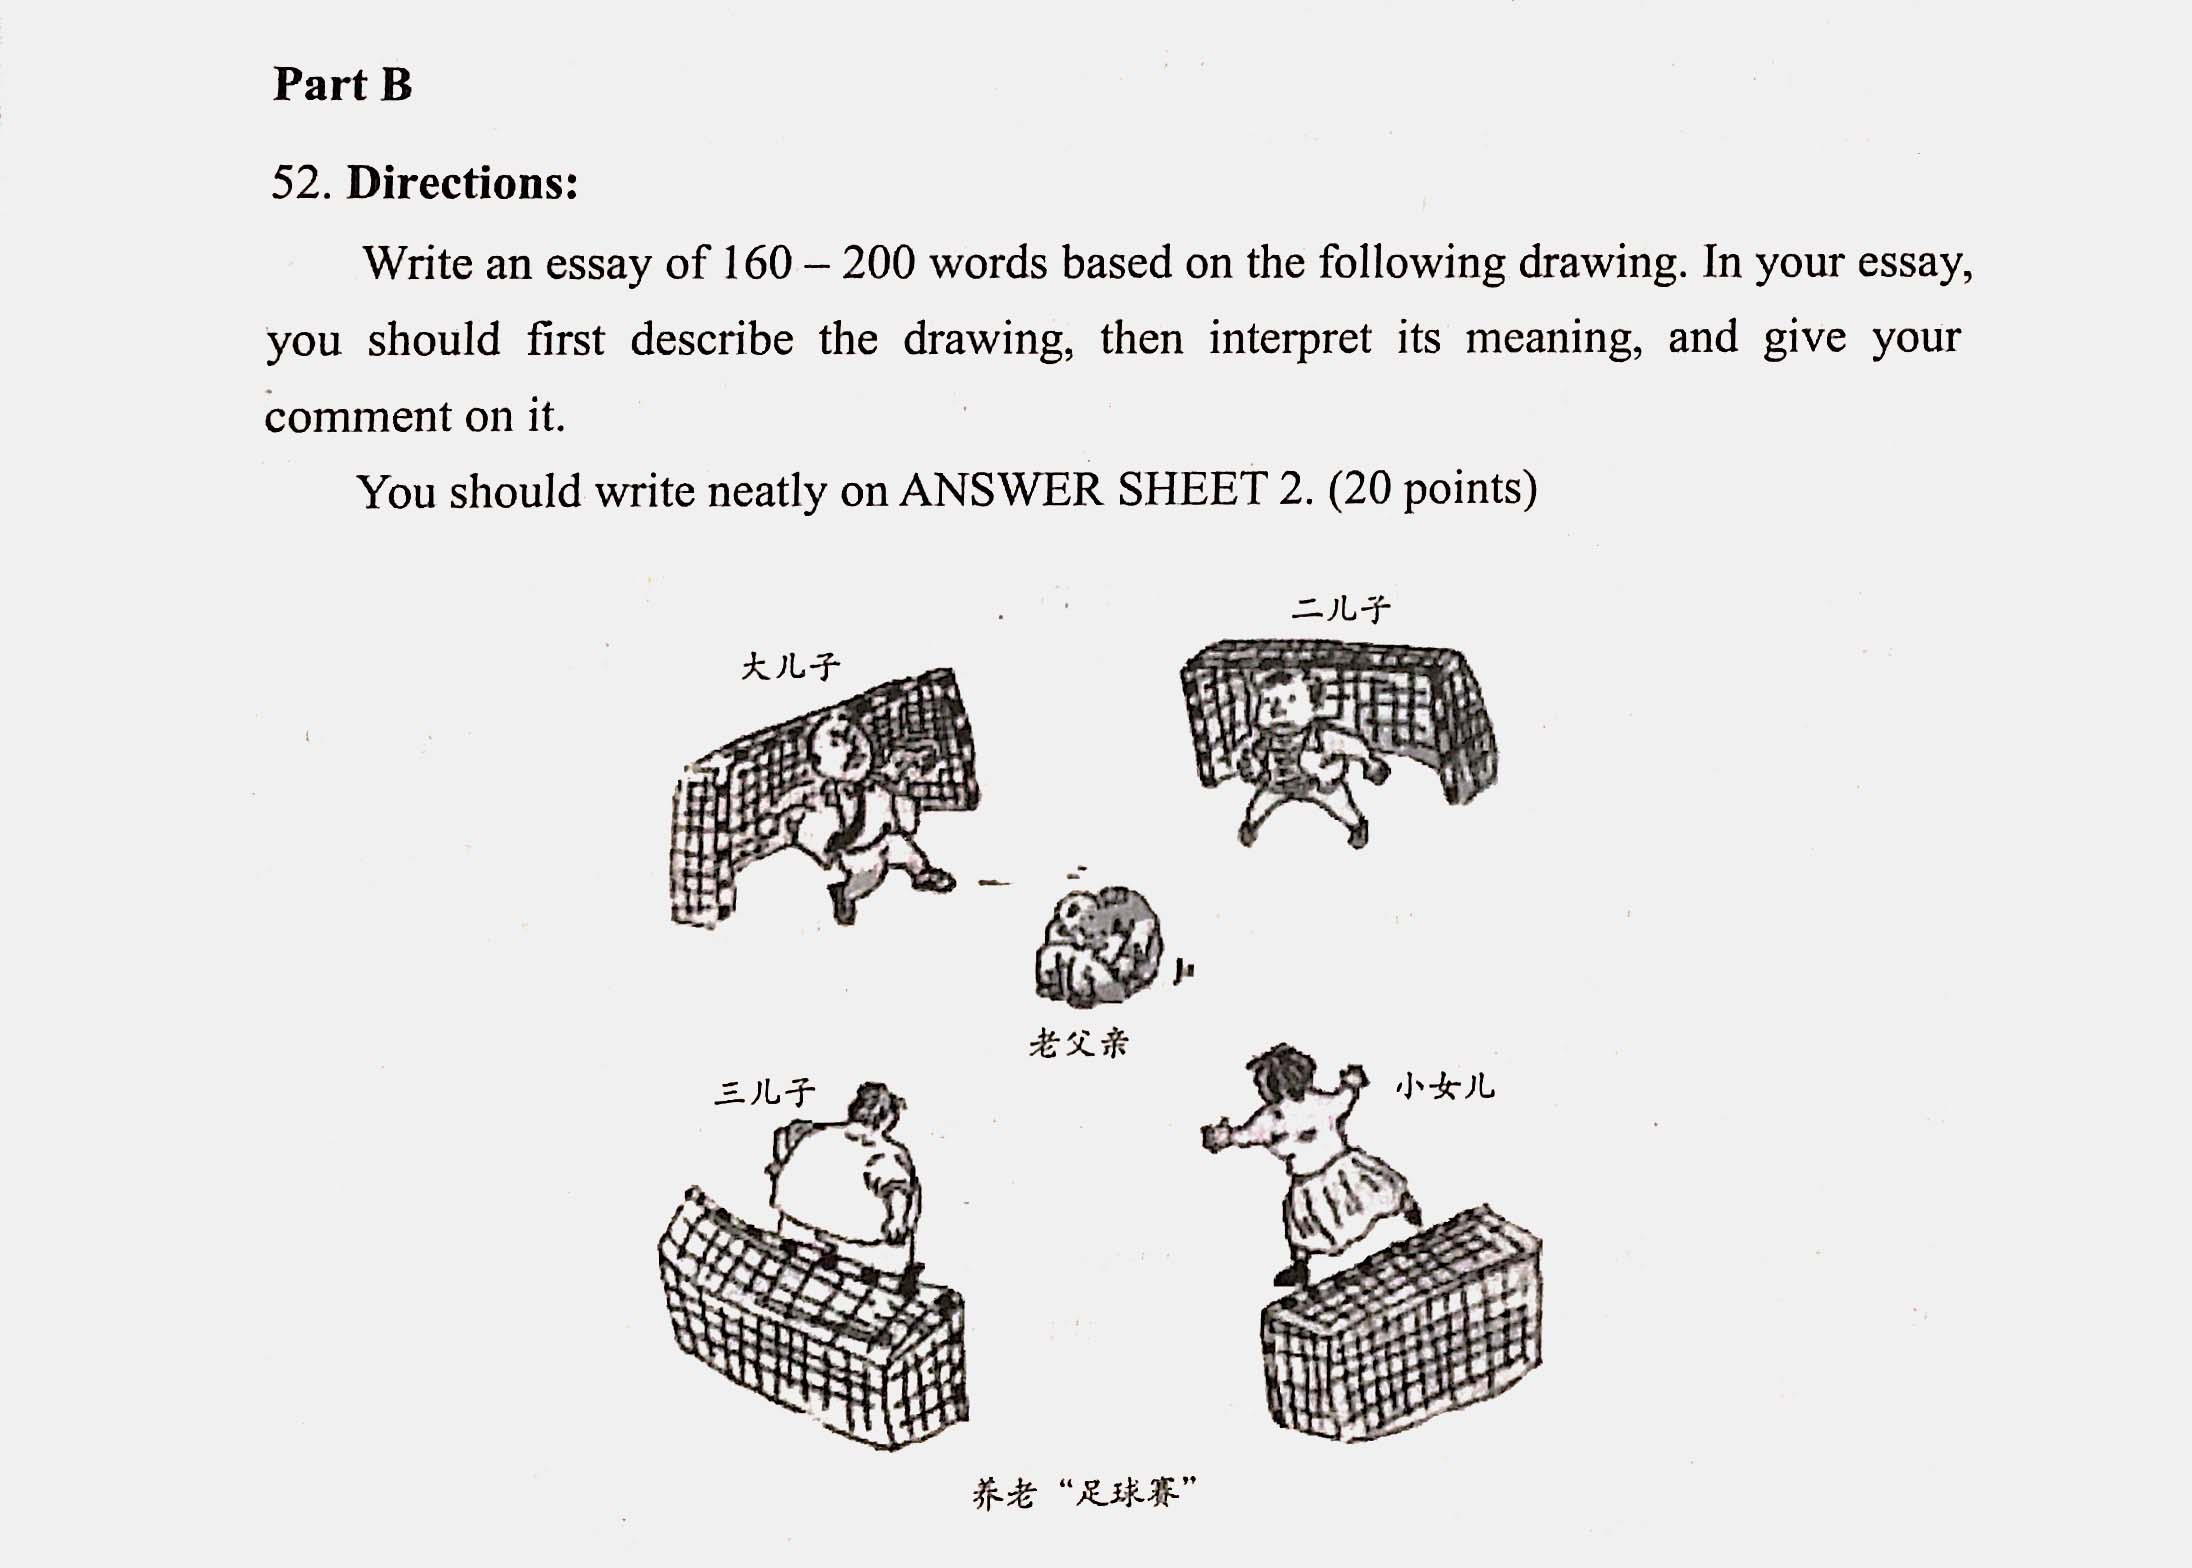 Part B
52. Directions:
Write an essay of 160 – 200 words based on the following drawing. In your essay,
you should first describe the drawing, then interpret its meaning, and give your
comment on it.
You should write neatly on ANSWER SHEET 2. (20 points)
二儿子
大儿子
老父亲
三儿子
小女儿
养老“足球赛”